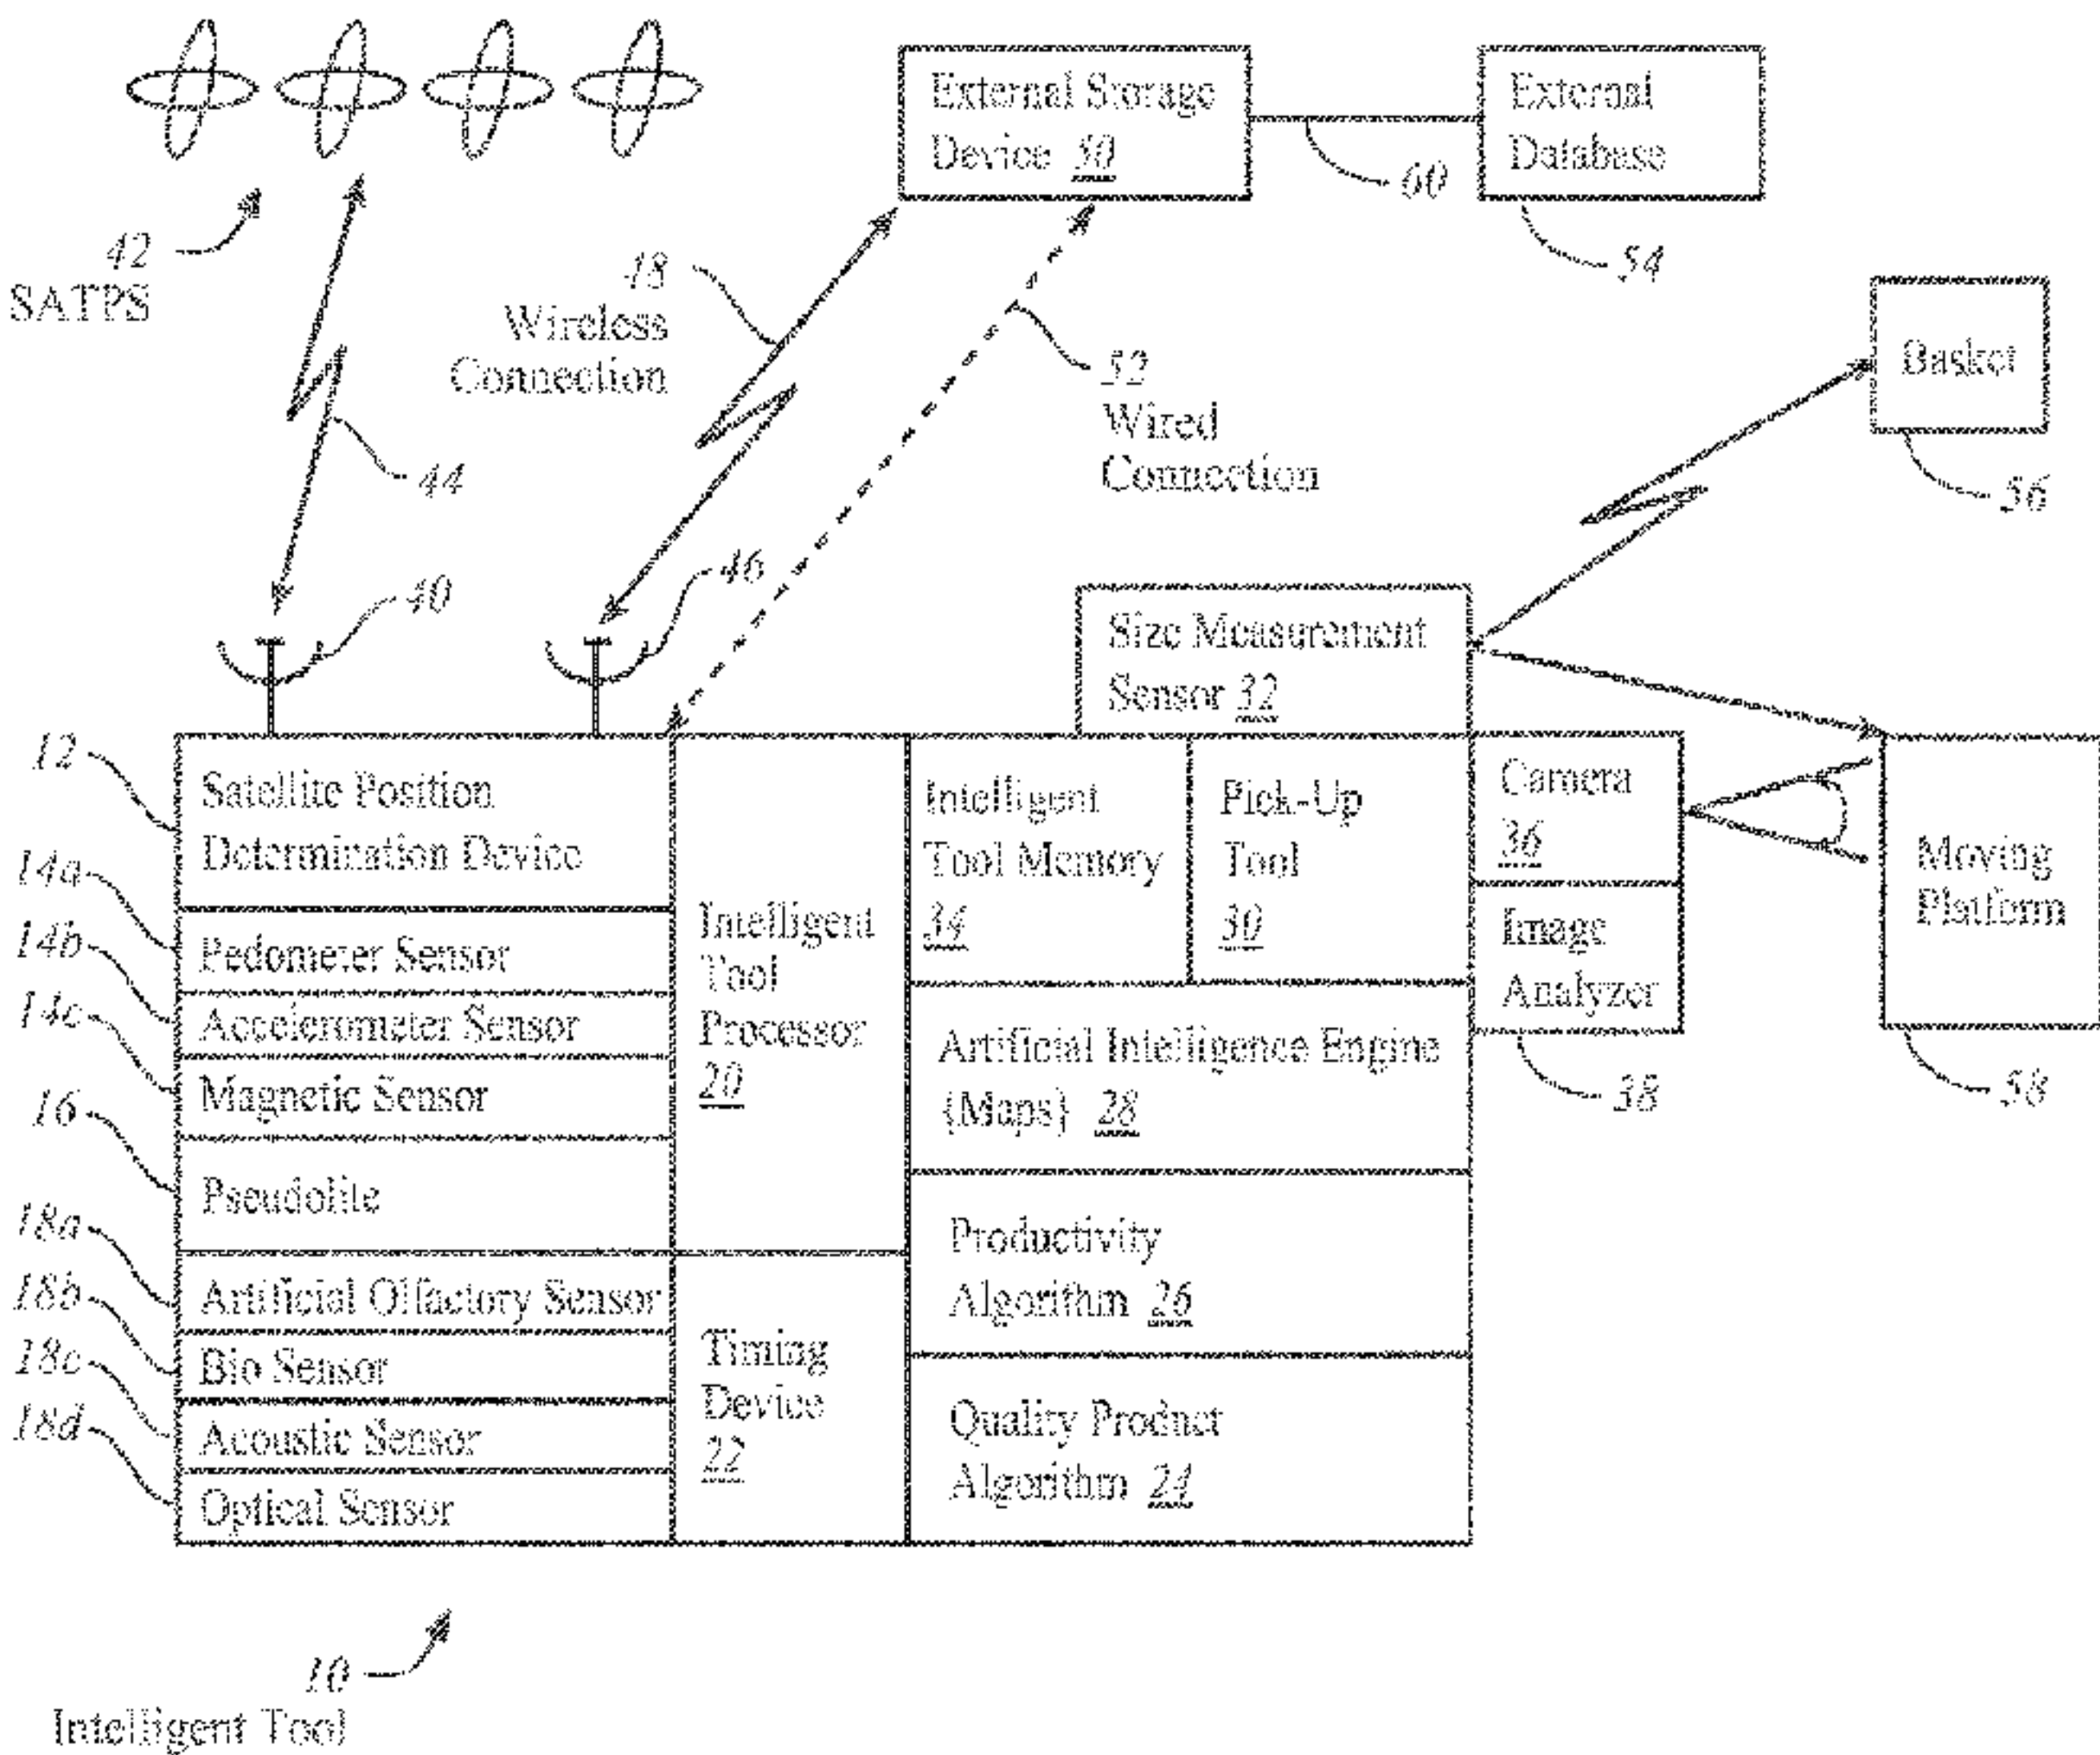 External Storage
Device 50
External
Database
60
54
42
SATPS
48
Wireless
Connection
52
Wired
Connection
44
Basket
56
40
46
Size Measurement
Sensor 32
12
Satellite Position
Determination Device
14a
Pedometer Sensor
14b
Accelerometer Sensor
14c
Magnetic Sensor
16
Pseudolite
18a
Artificial Olfactory Sensor
18b
Bio Sensor
18c
Acoustic Sensor
18d
Optical Sensor
Intelligent
Tool
Processor
20
Timing
Device
22
Intelligent
Tool Memory
34
Pick-Up
Tool
30
Camera
36
Image
Analyzer
38
Moving
Platform
58
Artificial Intelligence Engine
(Maps) 28
Productivity
Algorithm 26
Quality Product
Algorithm 24
10
Intelligent Tool